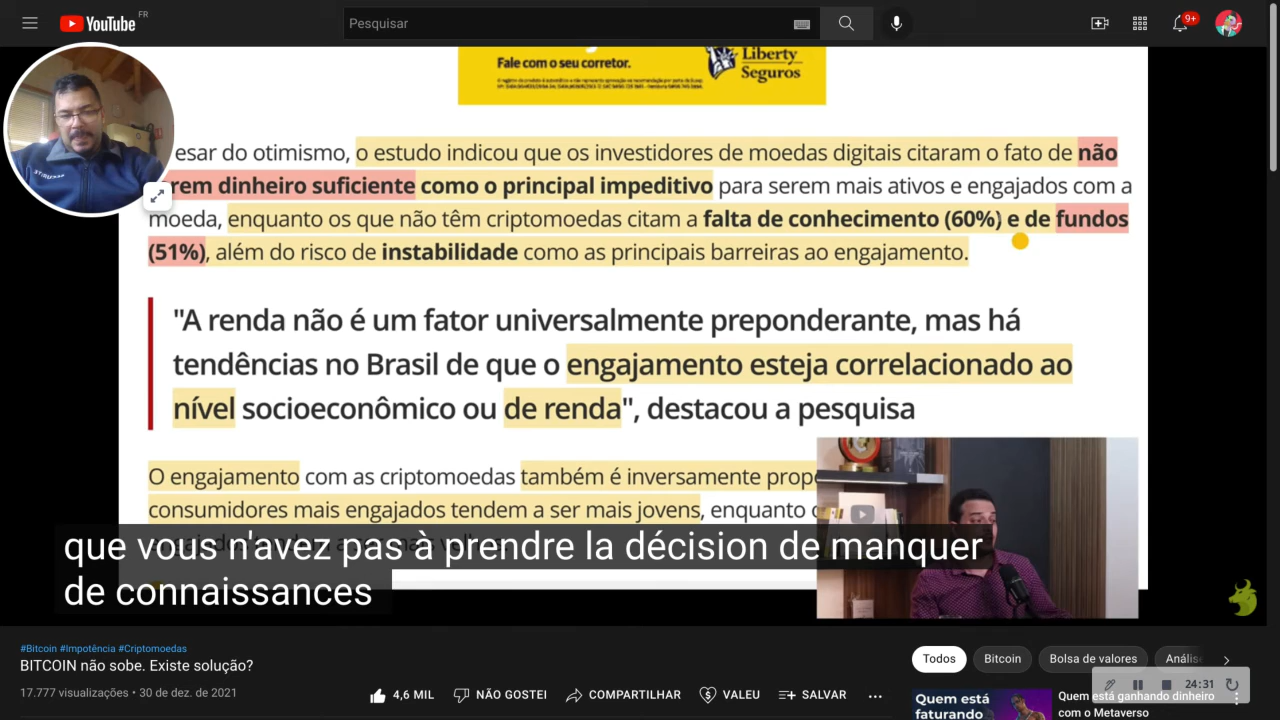 YouTube FR
Pesquisar
9+
Fale com o seu corretor.
Liberty
Seguros
esar do otimismo, o estudo indicou que os investidores de moedas digitais citaram o fato de não
rem dinheiro suficiente como o principal impeditivo para serem mais ativos e engajados com a
moeda, enquanto os que não têm criptomoedas citam a falta de conhecimento (60%) e de fundos
(51%), além do risco de instabilidade como as principais barreiras ao engajamento.
"A renda não é um fator universalmente preponderante, mas há
tendências no Brasil de que o engajamento esteja correlacionado ao
nível socioeconômico ou de renda", destacou a pesquisa
O engajamento com as criptomoedas também é inversamente propo
consumidores mais engajados tendem a ser mais jovens, enquanto o
que vous n'avez pas à prendre la décision de manquer
de connaissances
#Bitcoin #Impotência #Criptomoedas
BITCOIN não sobe. Existe solução?
17.777 visualizações • 30 de dez. de 2021
4,6 MIL NÃO GOSTEI COMPARTILHAR VALEU SALVAR
Todos Bitcoin Bolsa de valores Análise
24:31
Quem está
faturando
Quem está ganhando dinheiro
com o Metaverso